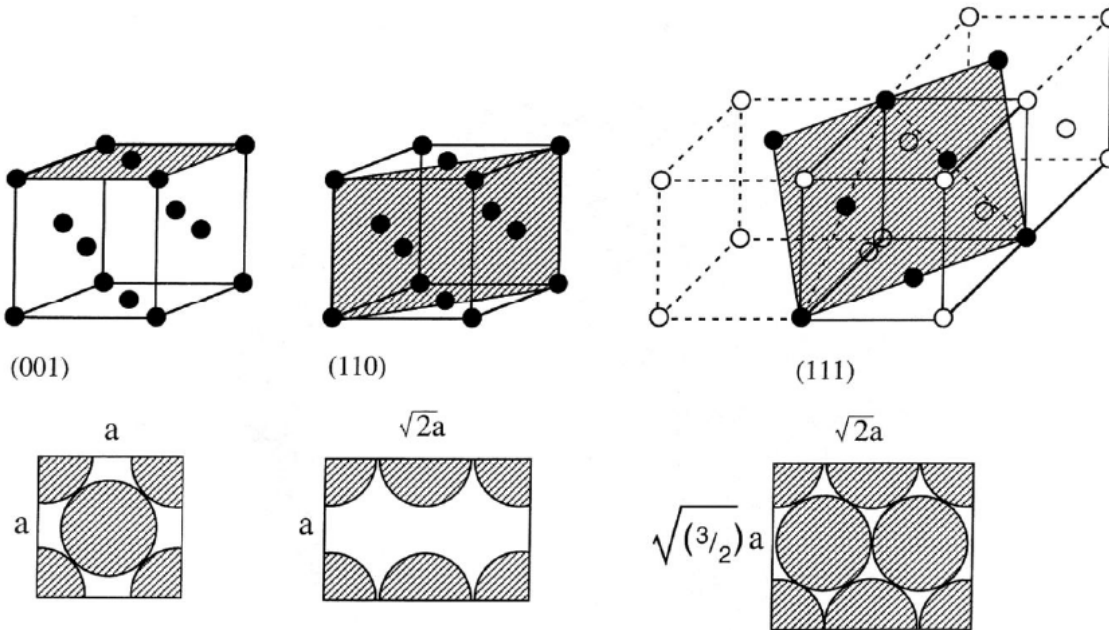 (001)
(110)
(111)
a
√2a
√2a
a
a
√(3/2) a